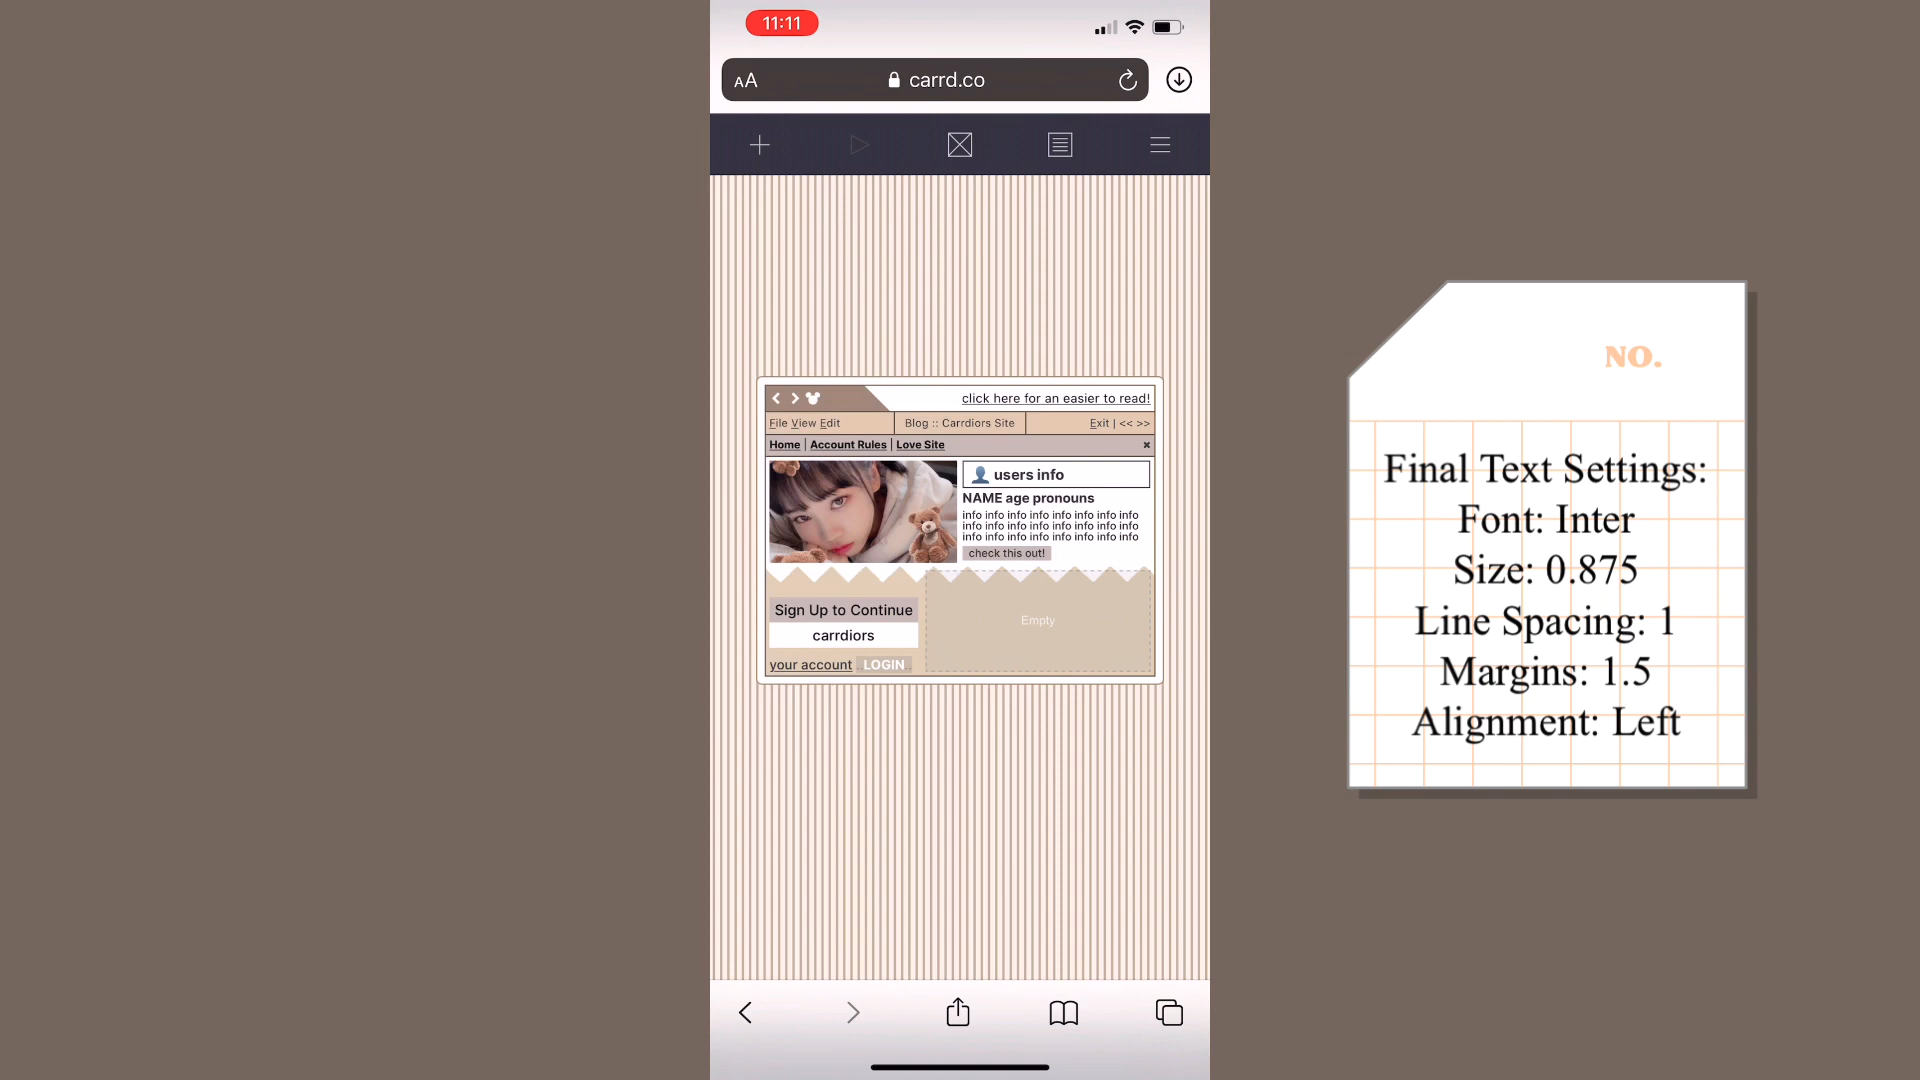 11:11
AA carrd.co
click here for an easier to read!
File View Edit
Blog :: Carrdiors Site
Exit | << >>
Home | Account Rules | Love Site
users info
NAME age pronouns
info info info info info info info info
info info info info info info info info
info info info info info info info info
check this out!
Sign Up to Continue
carrdiors
your account LOGIN
Empty
NO.
Final Text Settings:
Font: Inter
Size: 0.875
Line Spacing: 1
Margins: 1.5
Alignment: Left